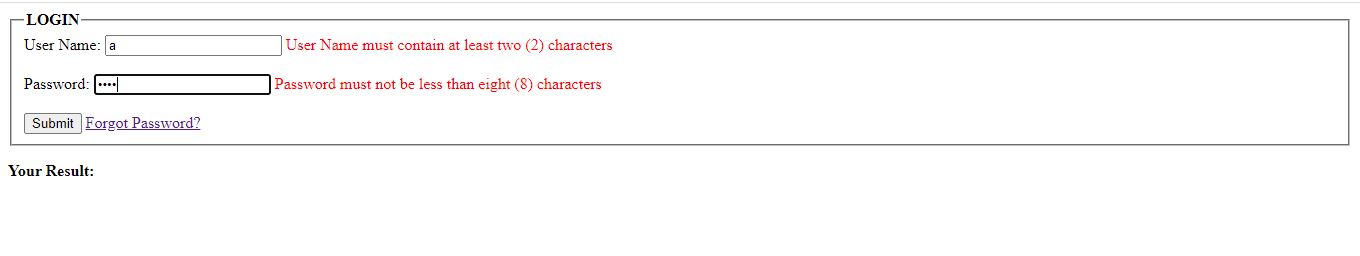 LOGIN
User Name: a User Name must contain at least two (2) characters
Password: •••• Password must not be less than eight (8) characters
Submit Forgot Password?
Your Result: